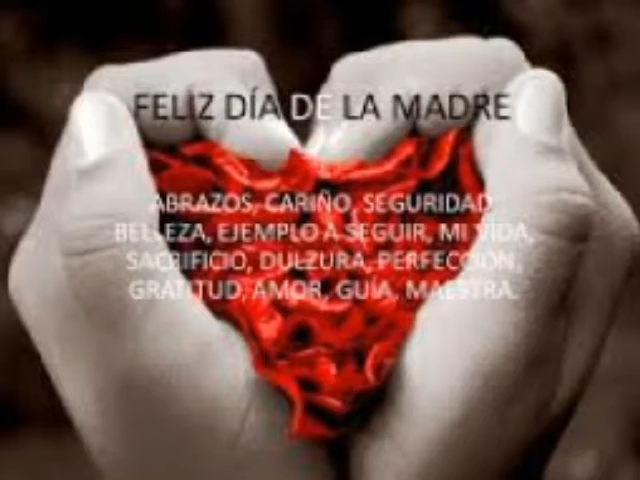 FELIZ DÍA DE LA MADRE
ABRAZOS, CARIÑO, SEGURIDAD,
BELLEZA, EJEMPLO A SEGUIR, MI VIDA,
SACRIFICIO, DULZURA, PERFECCIÓN,
GRATITUD, AMOR, GUÍA, MAESTRA.